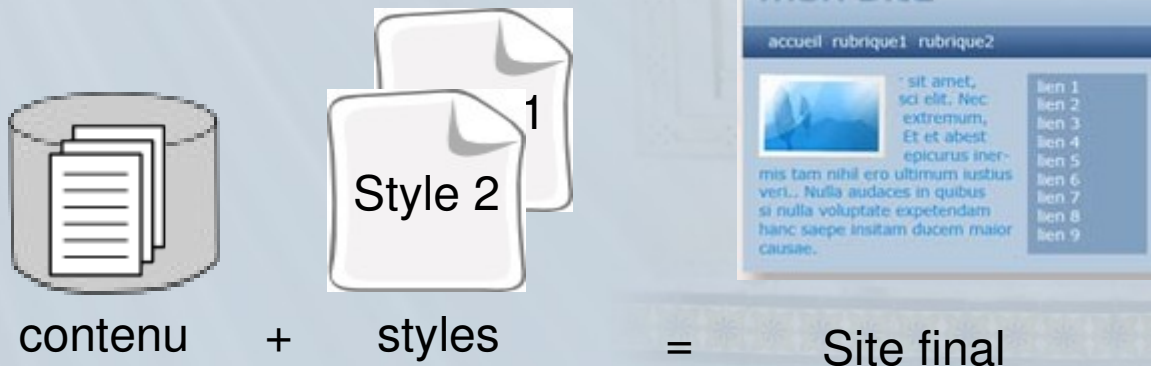 accueil rubrique1 rubrique2
sit amet,
sci elit. Nec
extremum,
Et et abest
epicurus iner-
mis tam nihil ero ultimum iustius
veri.. Nulla audaces in quibus
si nulla voluptate expetendam
hanc saepe insitam ducem maior
causae.
lien 1
lien 2
lien 3
lien 4
lien 5
lien 6
lien 7
lien 8
lien 9
1
Style 2
contenu + styles = Site final